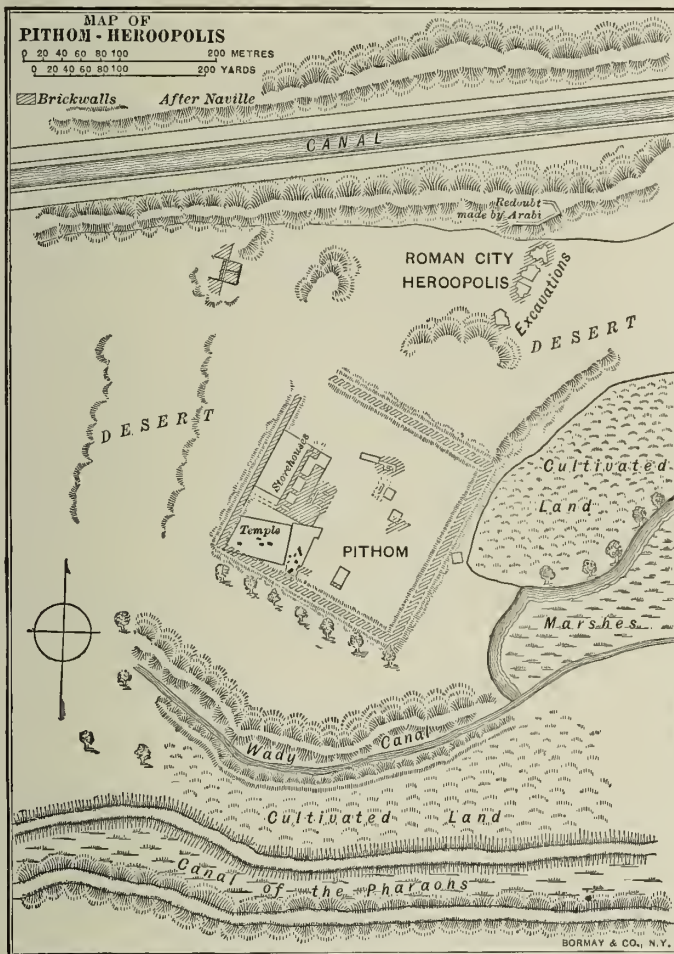 MAP OF
PITHOM - HEROOPOLIS
0 20 40 60 80 100 200 METRES
0 20 40 60 80 100 200 YARDS
Brickwalls After Naville
CANAL
Redoubt
made by Arabi
ROMAN CITY
HEROOPOLIS
Excavations
DESERT
DESERT
Cultivated
Land
Storehouses
Temple
PITHOM
Marshes
Wady Canal
Cultivated Land
Canal of the Pharaohs
BORMAY & CO., N.Y.